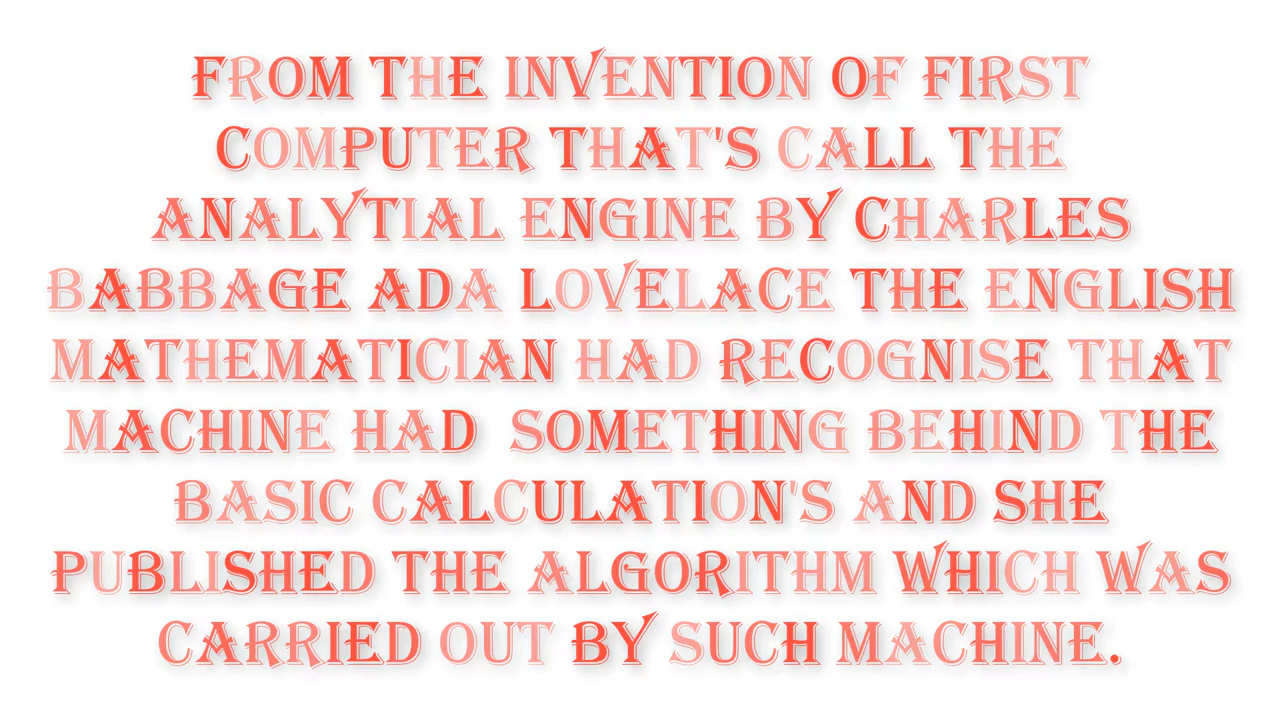 FROM THE INVENTION OF FIRST
COMPUTER THAT'S CALL THE
ANALYTIAL ENGINE BY CHARLES
BABBAGE ADA LOVELACE THE ENGLISH
MATHEMATICIAN HAD RECOGNISE THAT
MACHINE HAD  SOMETHING BEHIND THE
BASIC CALCULATION'S AND SHE
PUBLISHED THE ALGORITHM WHICH WAS
CARRIED OUT BY SUCH MACHINE.